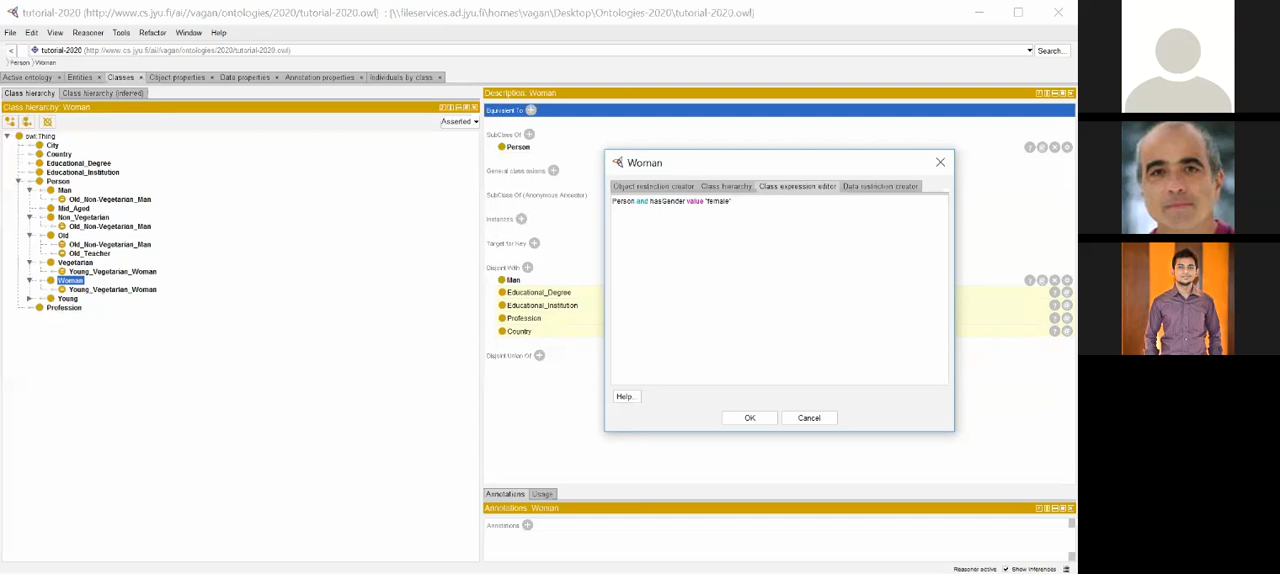 tutorial-2020 (http://www.cs.jyu.fi/ai//vagan/ontologies/2020/tutorial-2020.owl) : [\\fileservices.ad.jyu.fi\homes\vagan\Desktop\Ontologies-2020\tutorial-2020.owl]
File Edit View Reasoner Tools Refactor Window Help
< tutorial-2020 (http://www.cs.jyu.fi/ai/vagan/ontologies/2020/tutorial-2020.owl) Search...
Person Woman
Active ontology × Entities × Classes × Object properties × Data properties × Annotation properties × Individuals by class ×
Class hierarchy Class hierarchy (inferred)
Class hierarchy: Woman
Asserted
owl:Thing
City
Country
Educational_Degree
Educational_Institution
Person
Man
Old_Non-Vegetarian_Man
Mid_Aged
Non_Vegetarian
Old_Non-Vegetarian_Man
Old
Old_Non-Vegetarian_Man
Old_Teacher
Vegetarian
Young_Vegetarian_Woman
Woman
Young_Vegetarian_Woman
Young
Profession
Description: Woman
Equivalent To
SubClass Of
Person
General class axioms
SubClass Of (Anonymous Ancestor)
Instances
Target for Key
Disjoint With
Man
Educational_Degree
Educational_Institution
Profession
Country
Disjoint Union Of
Woman
Object restriction creator Class hierarchy Class expression editor Data restriction creator
Person and hasGender value "female"
Help...
OK Cancel
Annotations Usage
Annotations: Woman
Annotations
Reasoner active Show Inferences